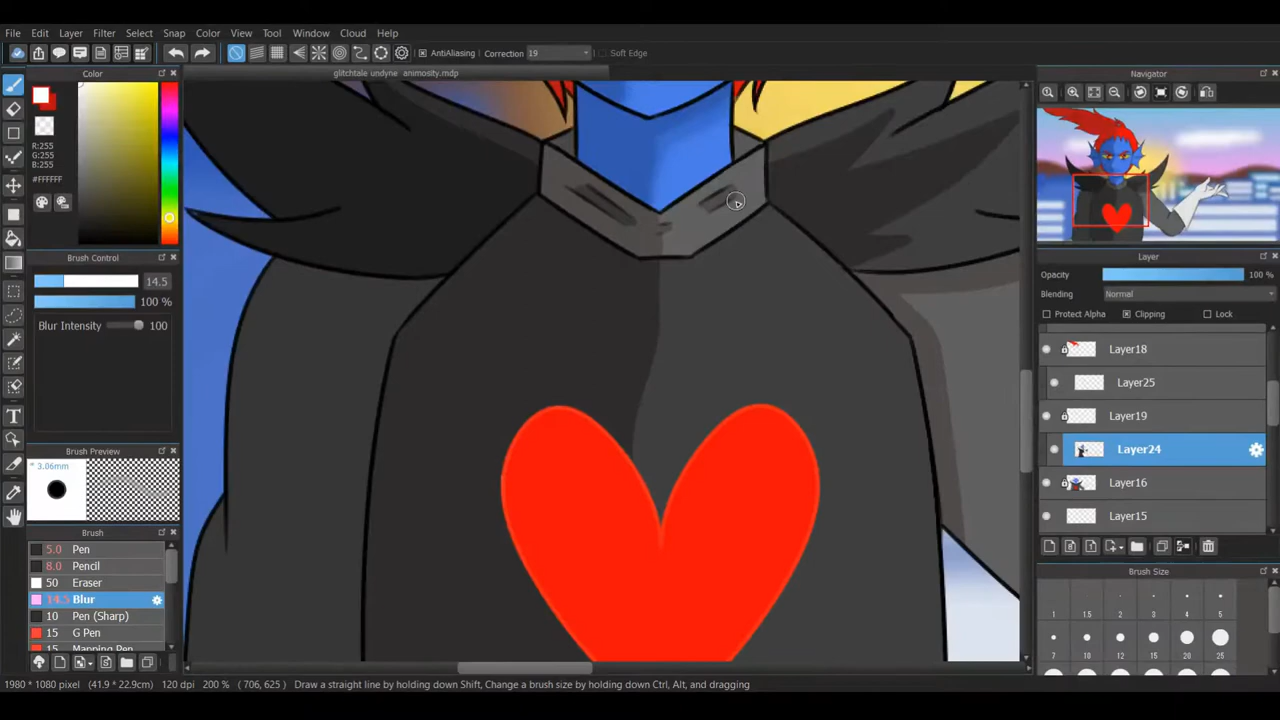 File Edit View Layer Filter Select Snap Color Tool Window Cloud Help
AntiAliasing Correction 19 Soft Edge
glitchtale undyne animosity.mdp
Color
R:255
G:255
B:255
#FFFFFF
Brush Control
14.5
100 %
Blur Intensity 100
Brush Preview
* 3.06mm
Brush
5.0 Pen
8.0 Pencil
50 Eraser
14.5 Blur
10 Pen (Sharp)
15 G Pen
15 Mapping Pen
Navigator
Layer
Opacity 100 %
Blending Normal
Protect Alpha Clipping Lock
Layer18
Layer25
Layer19
Layer24
Layer16
Layer15
Brush Size
1 1.5 2 3 4 5
7 10 12 15 20 25
1980 * 1080 pixel (41.9 * 22.9cm) 120 dpi 200 % ( 706, 625 ) Draw a straight line by holding down Shift, Change a brush size by holding down Ctrl, Alt, and dragging